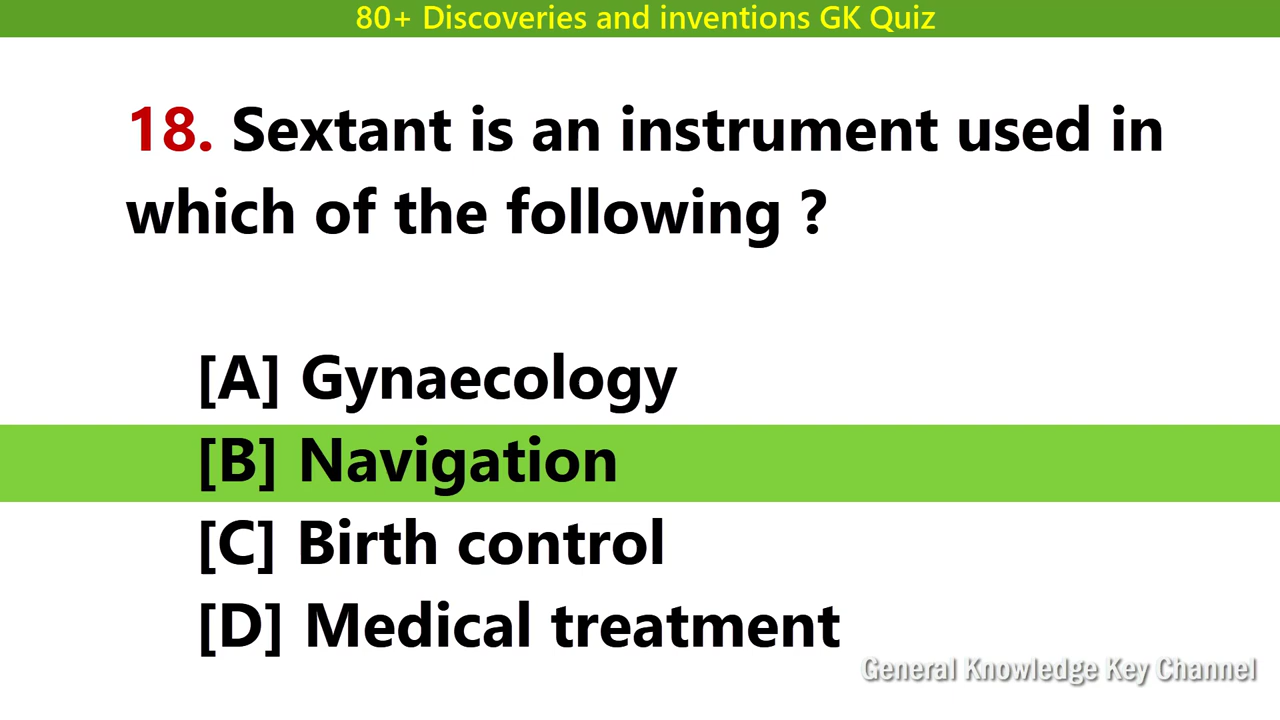 80+ Discoveries and inventions GK Quiz
18. Sextant is an instrument used in
which of the following ?
[A] Gynaecology
[B] Navigation
[C] Birth control
[D] Medical treatment
General Knowledge Key Channel